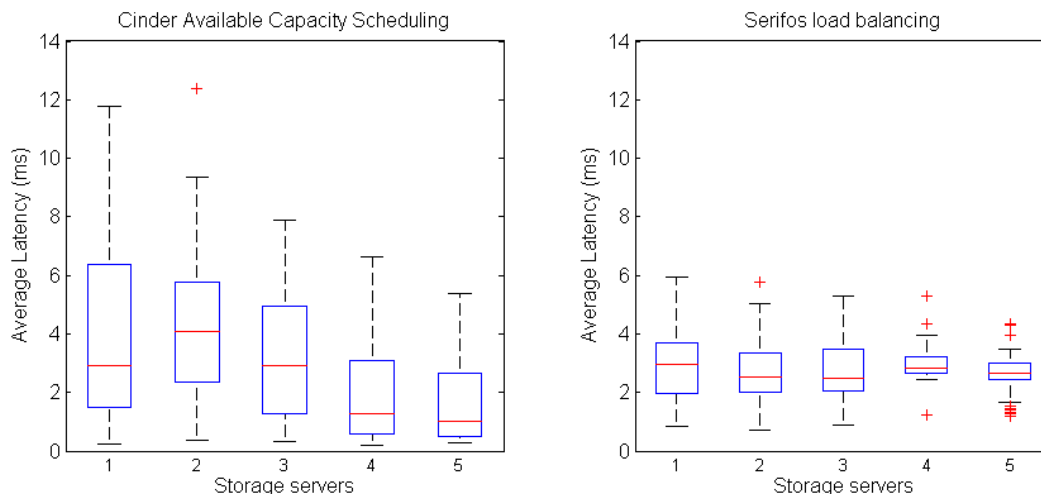 Cinder Available Capacity Scheduling
Average Latency (ms)
14
12
10
8
6
4
2
0
1 2 3 4 5
Storage servers
Serifos load balancing
Average Latency (ms)
14
12
10
8
6
4
2
0
1 2 3 4 5
Storage servers